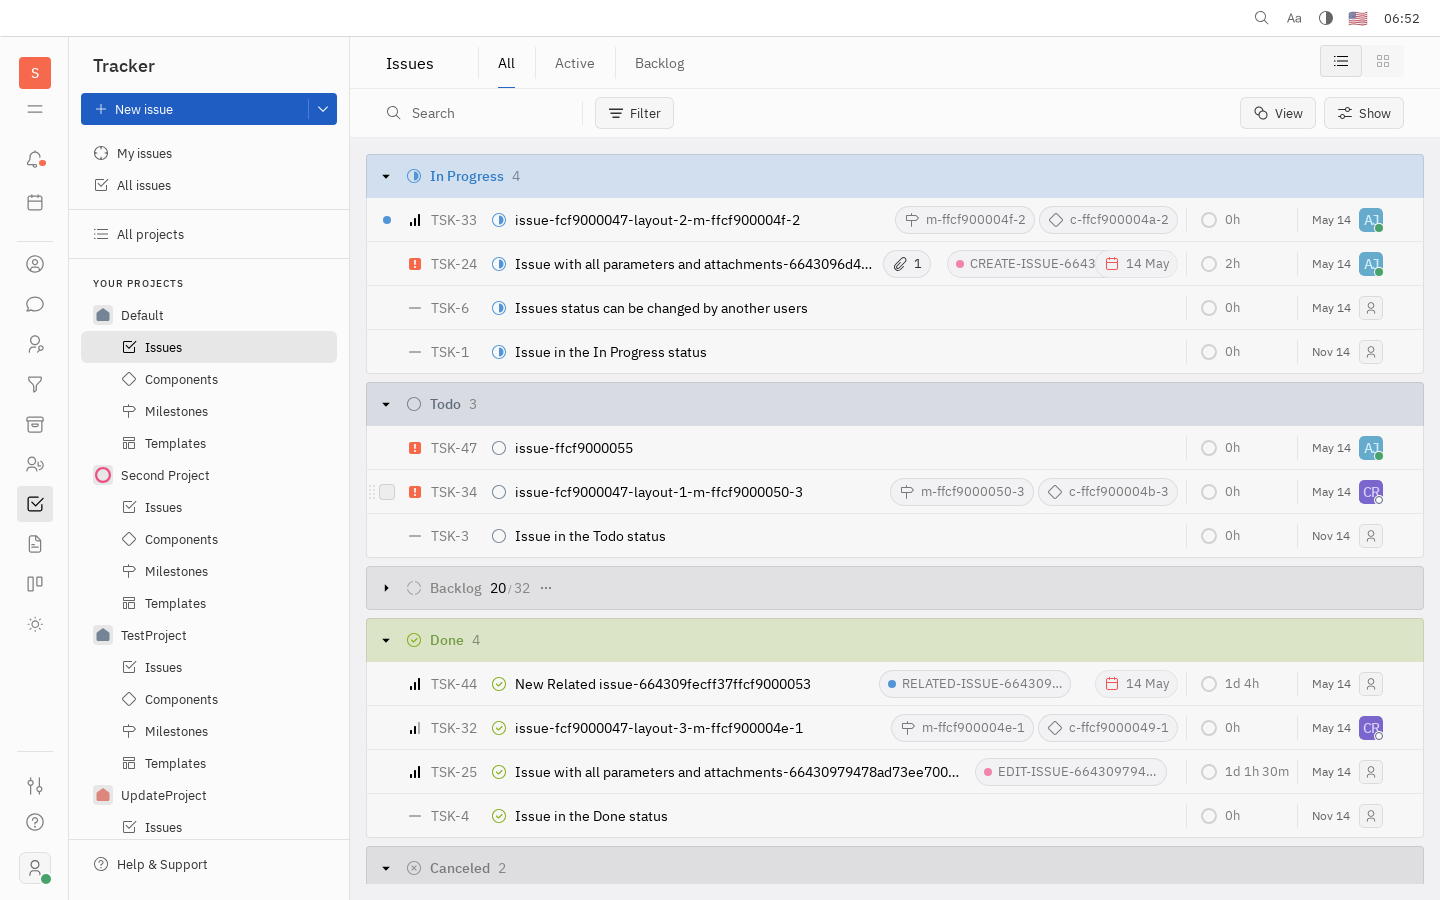 Aa 06:52
S
Tracker
New issue
My issues
All issues
All projects
YOUR PROJECTS
Default
Issues
Components
Milestones
Templates
Second Project
Issues
Components
Milestones
Templates
TestProject
Issues
Components
Milestones
Templates
UpdateProject
Issues
Help & Support
Issues All Active Backlog
Search Filter View Show
In Progress 4
TSK-33 issue-fcf9000047-layout-2-m-ffcf900004f-2 m-ffcf900004f-2 c-ffcf900004a-2 0h May 14 AJ
TSK-24 Issue with all parameters and attachments-6643096d4... 1 CREATE-ISSUE-6643 14 May 2h May 14 AJ
TSK-6 Issues status can be changed by another users 0h May 14
TSK-1 Issue in the In Progress status 0h Nov 14
Todo 3
TSK-47 issue-ffcf9000055 0h May 14 AJ
TSK-34 issue-fcf9000047-layout-1-m-ffcf9000050-3 m-ffcf9000050-3 c-ffcf900004b-3 0h May 14 CR
TSK-3 Issue in the Todo status 0h Nov 14
Backlog 20/32 ...
Done 4
TSK-44 New Related issue-664309fecff37ffcf9000053 RELATED-ISSUE-664309... 14 May 1d 4h May 14
TSK-32 issue-fcf9000047-layout-3-m-ffcf900004e-1 m-ffcf900004e-1 c-ffcf9000049-1 0h May 14 CR
TSK-25 Issue with all parameters and attachments-66430979478ad73ee700... EDIT-ISSUE-664309794... 1d 1h 30m May 14
TSK-4 Issue in the Done status 0h Nov 14
Canceled 2